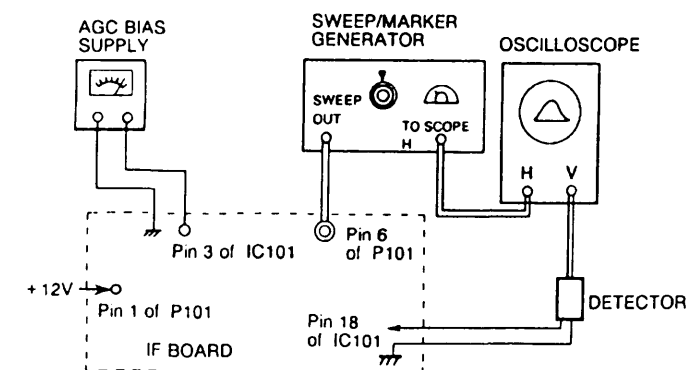 AGC BIAS
SUPPLY
SWEEP/MARKER
GENERATOR
OSCILLOSCOPE
SWEEP
OUT
TO SCOPE
H
H V
Pin 3 of IC101
Pin 6
of P101
+ 12V
Pin 1 of P101
DETECTOR
Pin 18
of IC101
IF BOARD